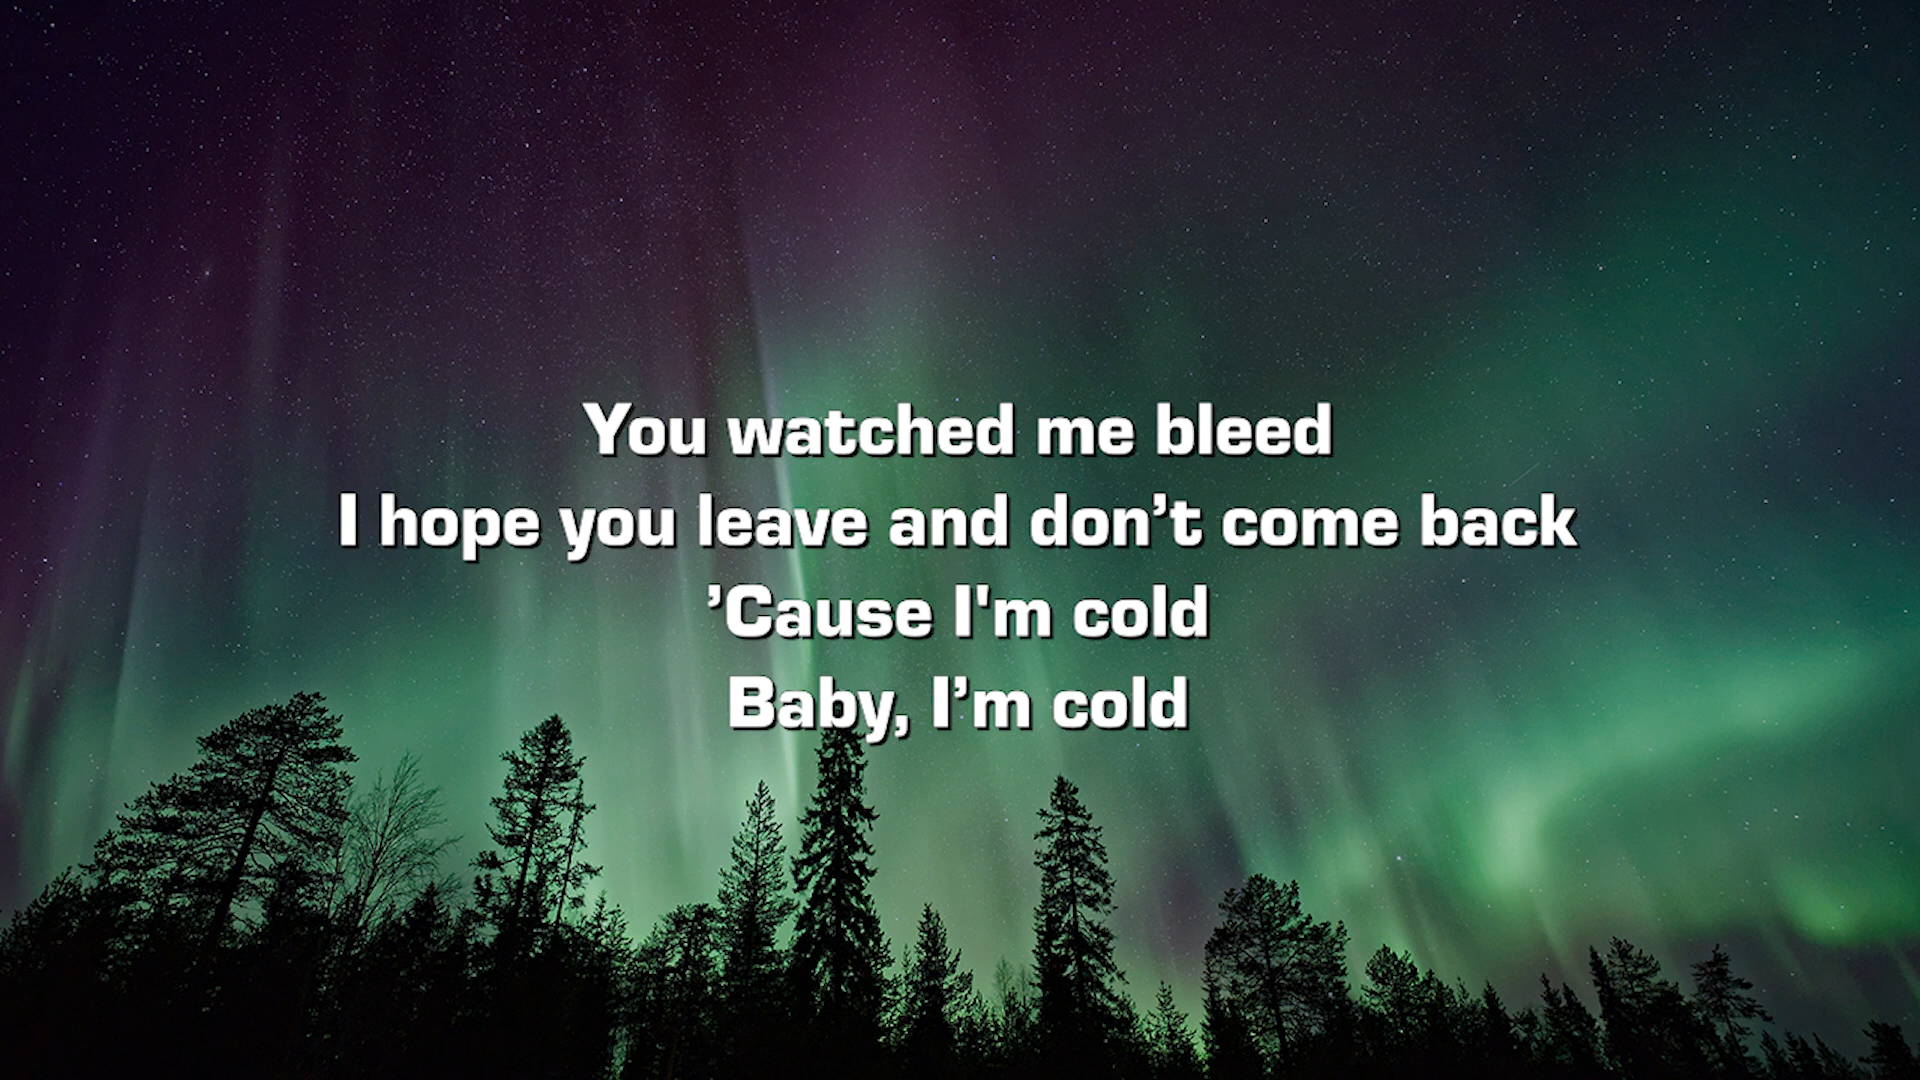 You watched me bleed
I hope you leave and don’t come back
’Cause I'm cold
Baby, I’m cold